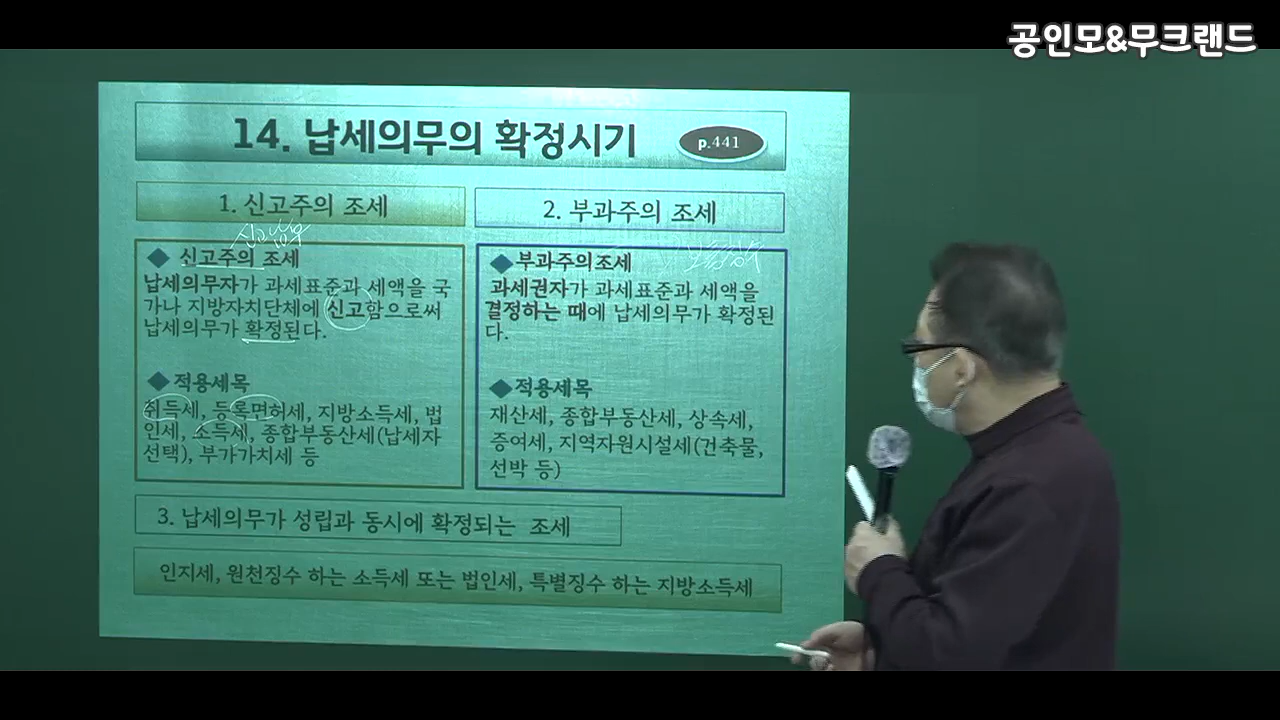 공인모&무크랜드
14. 납세의무의 확정시기
p.441
1. 신고주의 조세
2. 부과주의 조세
신고납부
◆ 신고주의 조세
납세의무자가 과세표준과 세액을 국
가나 지방자치단체에 신고함으로써
납세의무가 확정된다.
◆ 적용세목
취득세, 등록면허세, 지방소득세, 법
인세, 소득세, 종합부동산세(납세자
선택), 부가가치세 등
보통징수
◆ 부과주의조세
과세권자가 과세표준과 세액을
결정하는 때에 납세의무가 확정된
다.
◆ 적용세목
재산세, 종합부동산세, 상속세,
증여세, 지역자원시설세(건축물,
선박 등)
3. 납세의무가 성립과 동시에 확정되는 조세
인지세, 원천징수 하는 소득세 또는 법인세, 특별징수 하는 지방소득세